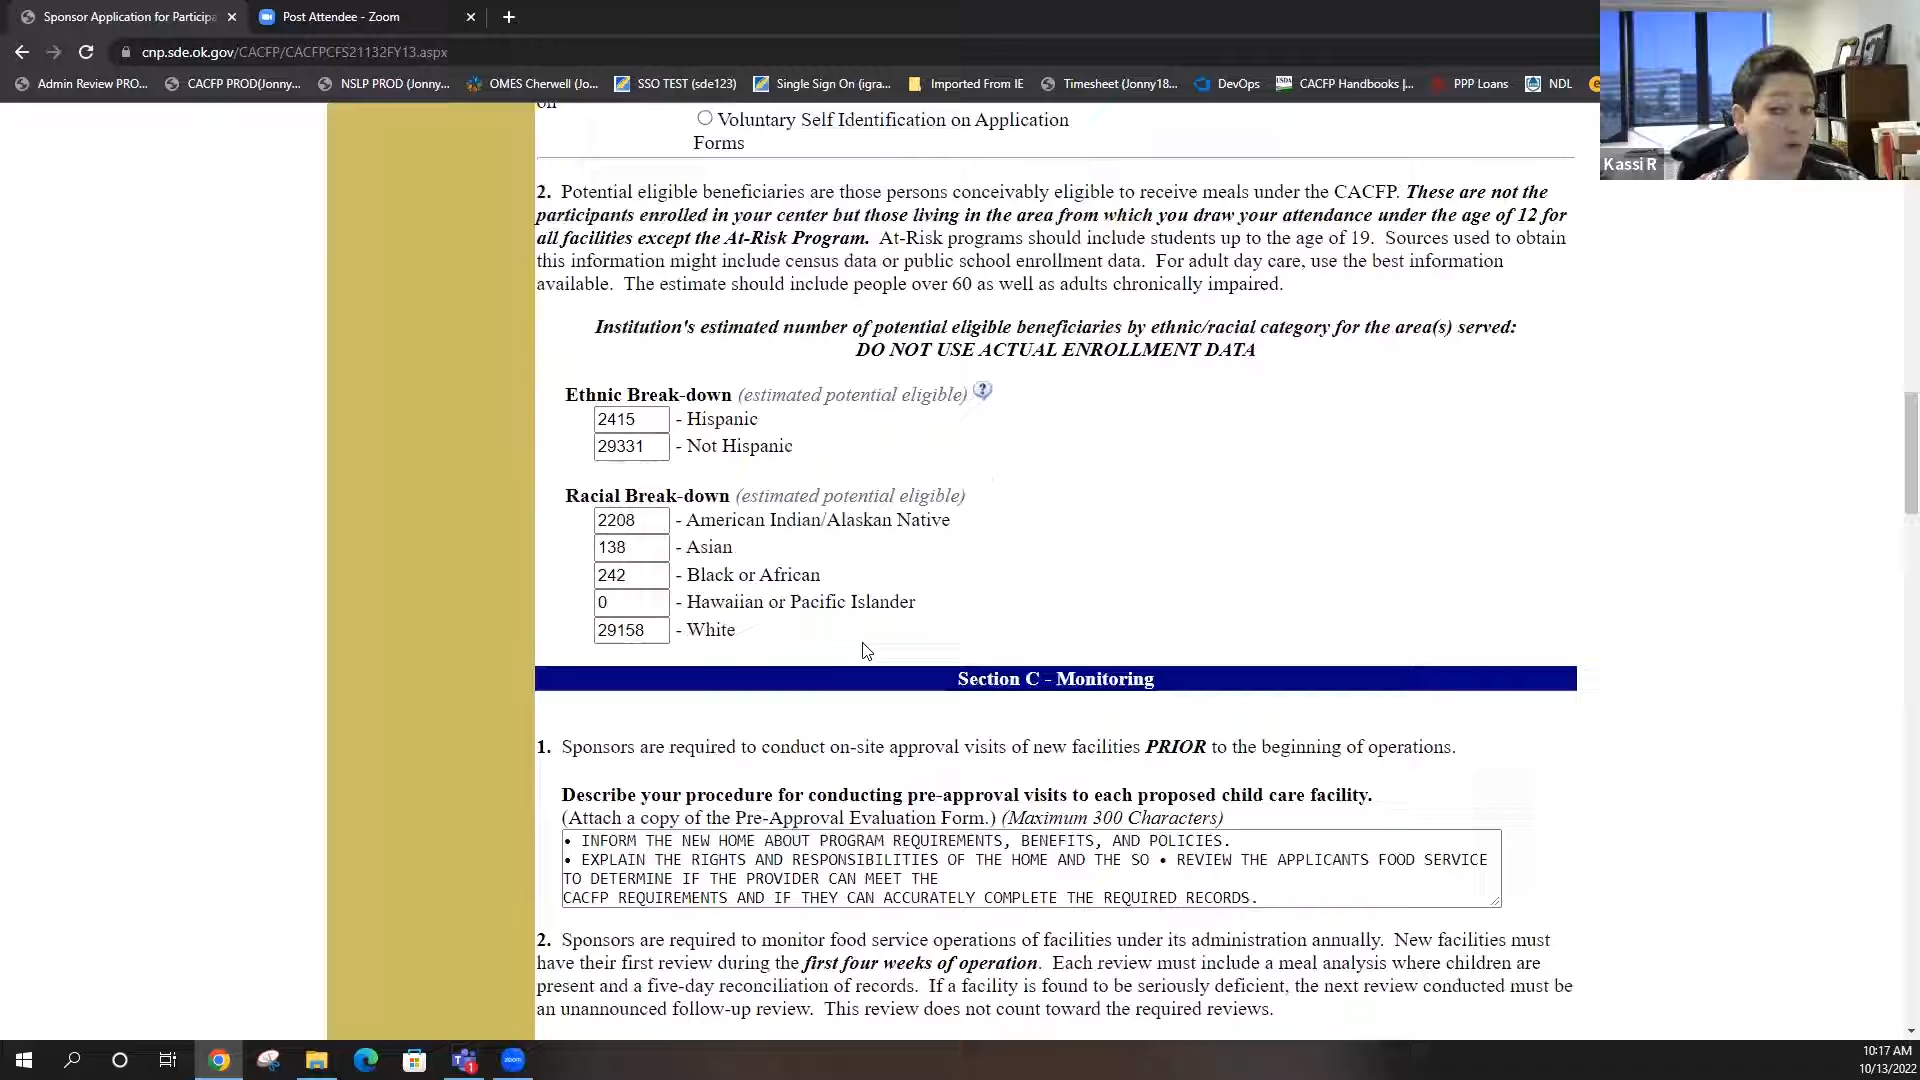 Sponsor Application for Participa
Post Attendee - Zoom
cnp.sde.ok.gov/CACFP/CACFPCFS21132FY13.aspx
Admin Review PRO...
CACFP PROD(Jonny...
NSLP PROD (Jonny...
OMES Cherwell (Jo...
SSO TEST (sde123)
Single Sign On (igra...
Imported From IE
Timesheet (Jonny18...
DevOps
CACFP Handbooks |...
PPP Loans
NDL
Kassi R
on
Voluntary Self Identification on Application
Forms
2. Potential eligible beneficiaries are those persons conceivably eligible to receive meals under the CACFP. These are not the
participants enrolled in your center but those living in the area from which you draw your attendance under the age of 12 for
all facilities except the At-Risk Program. At-Risk programs should include students up to the age of 19. Sources used to obtain
this information might include census data or public school enrollment data. For adult day care, use the best information
available. The estimate should include people over 60 as well as adults chronically impaired.
Institution's estimated number of potential eligible beneficiaries by ethnic/racial category for the area(s) served:
DO NOT USE ACTUAL ENROLLMENT DATA
Ethnic Break-down (estimated potential eligible) ?
2415 - Hispanic
29331 - Not Hispanic
Racial Break-down (estimated potential eligible)
2208 - American Indian/Alaskan Native
138 - Asian
242 - Black or African
0 - Hawaiian or Pacific Islander
29158 - White
Section C - Monitoring
1. Sponsors are required to conduct on-site approval visits of new facilities PRIOR to the beginning of operations.
Describe your procedure for conducting pre-approval visits to each proposed child care facility.
(Attach a copy of the Pre-Approval Evaluation Form.) (Maximum 300 Characters)
• INFORM THE NEW HOME ABOUT PROGRAM REQUIREMENTS, BENEFITS, AND POLICIES.
• EXPLAIN THE RIGHTS AND RESPONSIBILITIES OF THE HOME AND THE SO • REVIEW THE APPLICANTS FOOD SERVICE
TO DETERMINE IF THE PROVIDER CAN MEET THE
CACFP REQUIREMENTS AND IF THEY CAN ACCURATELY COMPLETE THE REQUIRED RECORDS.
2. Sponsors are required to monitor food service operations of facilities under its administration annually. New facilities must
have their first review during the first four weeks of operation. Each review must include a meal analysis where children are
present and a five-day reconciliation of records. If a facility is found to be seriously deficient, the next review conducted must be
an unannounced follow-up review. This review does not count toward the required reviews.
zoom
10:17 AM
10/13/2022